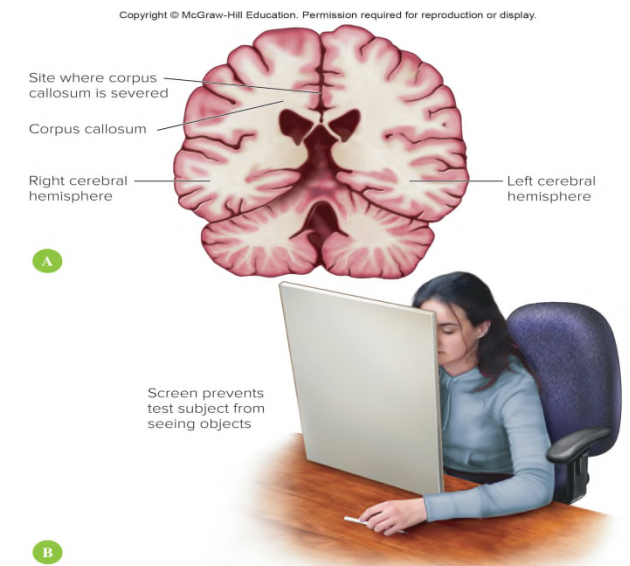 Copyright © McGraw-Hill Education. Permission required for reproduction or display.
Site where corpus
callosum is severed
Corpus callosum
Right cerebral
hemisphere
Left cerebral
hemisphere
A
Screen prevents
test subject from
seeing objects
B